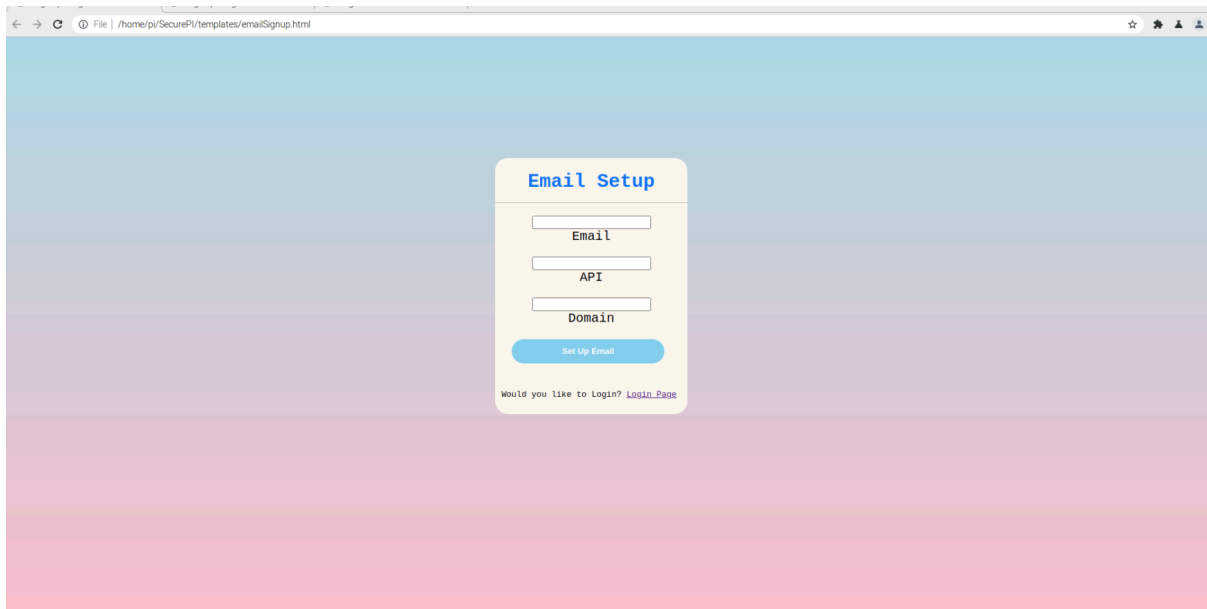 File | /home/pi/SecurePI/templates/emailSignup.html
Email Setup
Email
API
Domain
Set Up Email
Would you like to Login? Login Page